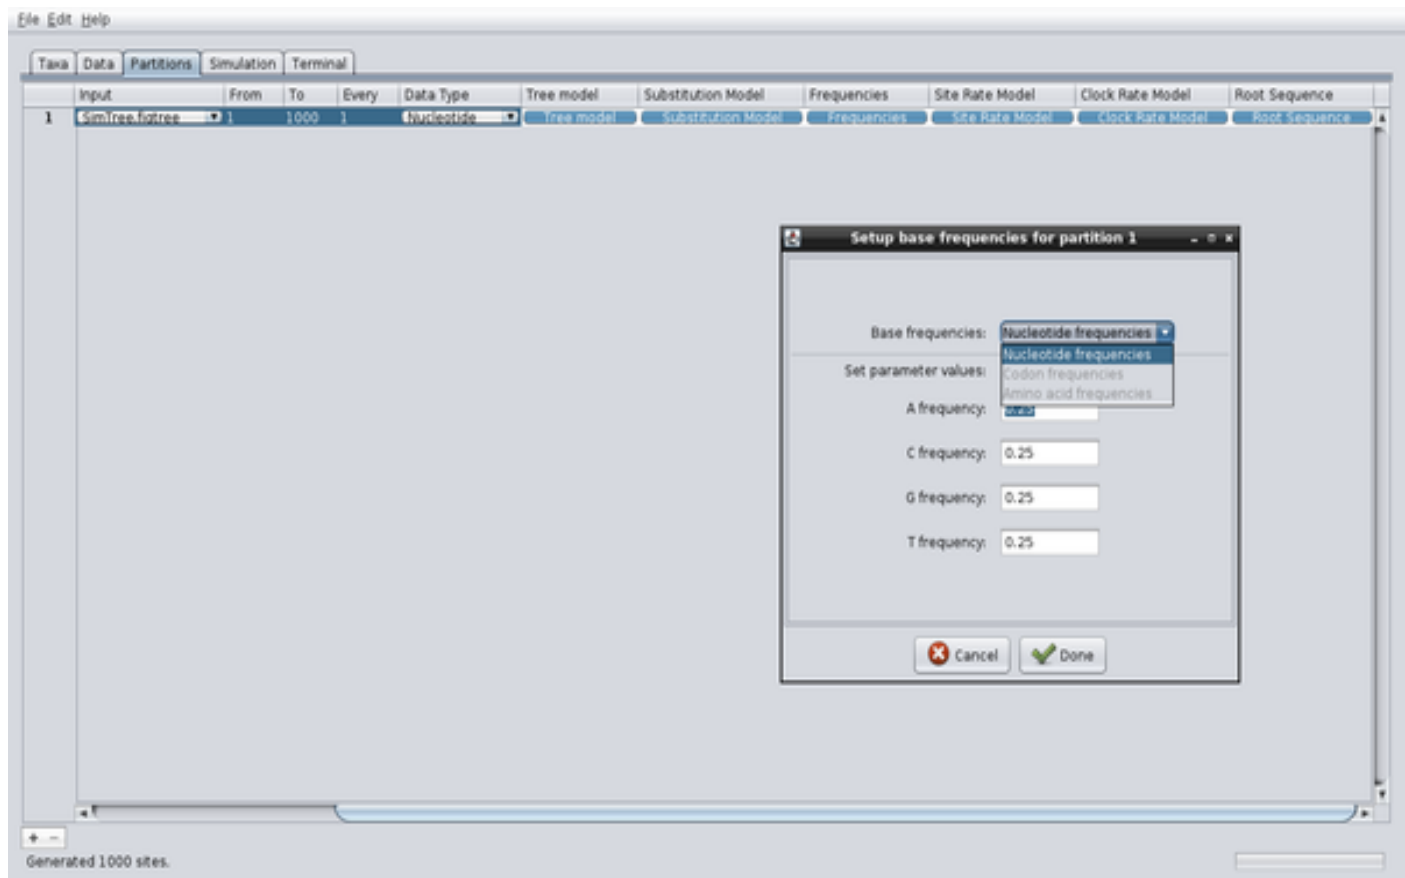 File Edit Help
Taxa Data Partitions Simulation Terminal
Input From To Every Data Type Tree model Substitution Model Frequencies Site Rate Model Clock Rate Model Root Sequence
1 SimTree.figtree 1 1000 1 Nucleotide Tree model Substitution Model Frequencies Site Rate Model Clock Rate Model Root Sequence
Setup base frequencies for partition 1
Base frequencies: Nucleotide frequencies
Nucleotide frequencies
Set parameter values: Codon frequencies
Amino acid frequencies
A frequency: 0.25
C frequency: 0.25
G frequency: 0.25
T frequency: 0.25
Cancel Done
+ -
Generated 1000 sites.